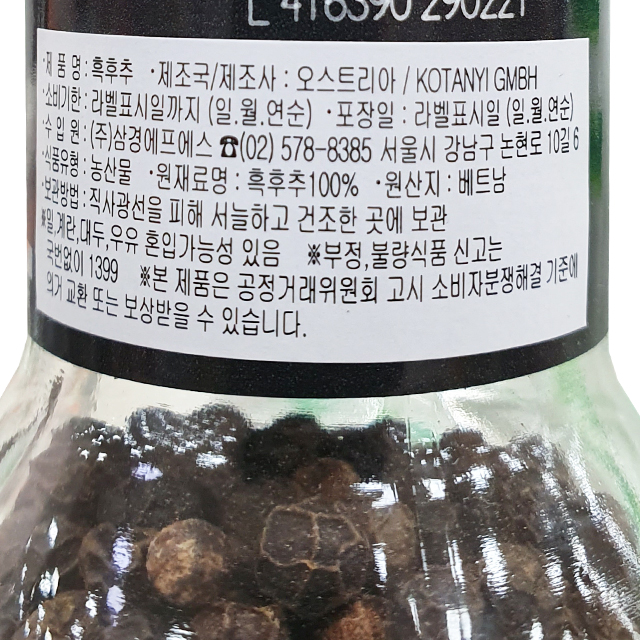 L 416390 290221
·제 품 명 : 흑후추 ·제조국/제조사 : 오스트리아 / KOTANYI GMBH
·소비기한 : 라벨표시일까지 (일.월.연순) ·포장일 : 라벨표시일 (일.월.연순)
·수 입 원 : (주)삼경에프에스 ☎(02) 578-8385 서울시 강남구 논현로 10길 6
·식품유형 : 농산물 ·원재료명 : 흑후추100% ·원산지 : 베트남
·보관방법 : 직사광선을 피해 서늘하고 건조한 곳에 보관
※밀,계란,대두,우유 혼입가능성 있음 ※부정,불량식품 신고는
국번없이 1399 ※본 제품은 공정거래위원회 고시 소비자분쟁해결 기준에
의거 교환 또는 보상받을 수 있습니다.